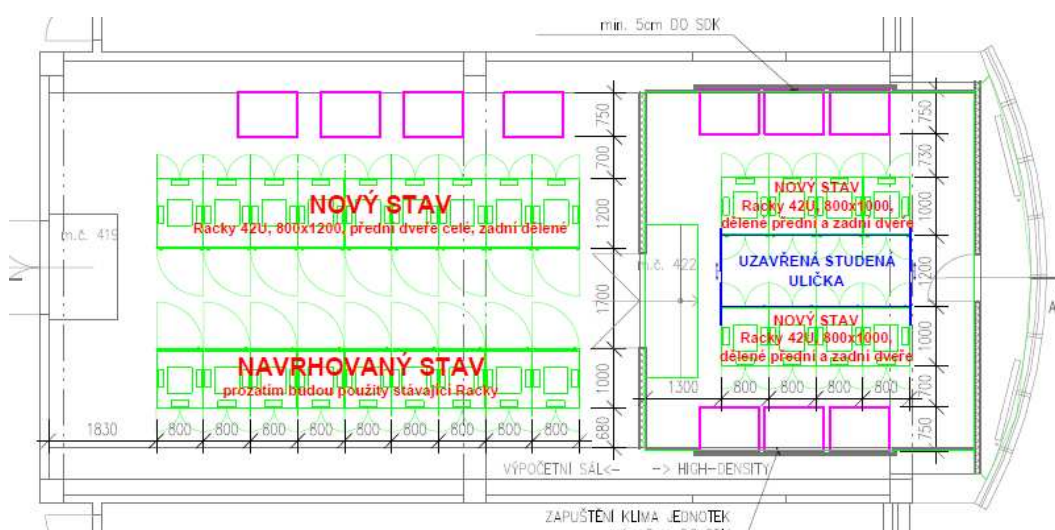 min. 5cm DO SDK
750
750
700
730
NOVÝ STAV
Racky 42U, 800x1200, přední dveře celé, zadní dělené
1200
NOVÝ STAV
Racky 42U, 800x1000,
dělené přední a zadní dveře
1000
m.č. 419
m.č. 422
UZAVŘENÁ STUDENÁ
ULIČKA
1200
1700
A
NAVRHOVANÝ STAV
prozatím budou použity stávající Racky
1000
NOVÝ STAV
Racky 42U, 800x1000,
dělené přední a zadní dveře
1000
1300
800
800
800
800
700
1830
800
800
800
800
800
800
800
800
800
680
750
VÝPOČETNÍ SÁL<- -> HIGH-DENSITY
ZAPUŠTĚNÍ KLIMA JEDNOTEK